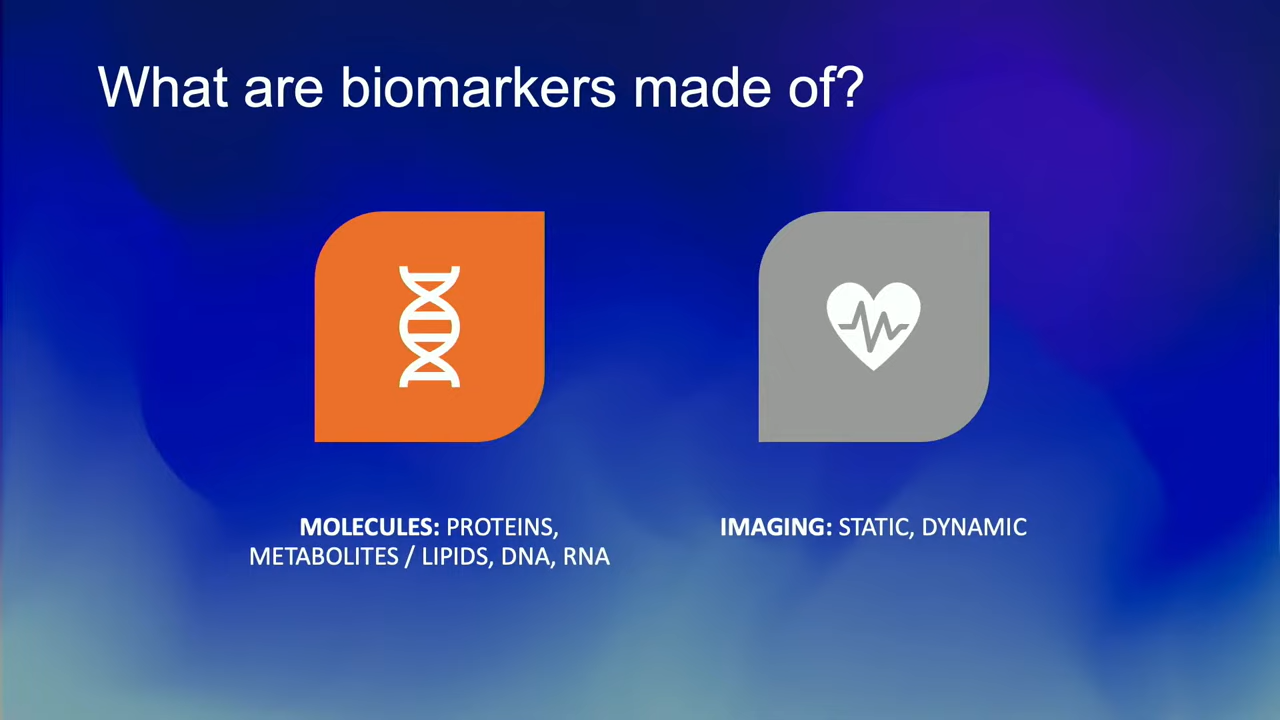 What are biomarkers made of?
MOLECULES: PROTEINS,
METABOLITES / LIPIDS, DNA, RNA
IMAGING: STATIC, DYNAMIC